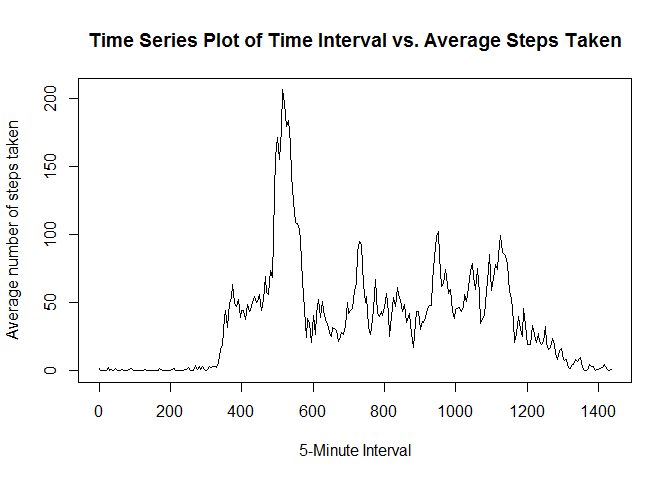 Time Series Plot of Time Interval vs. Average Steps Taken
Average number of steps taken
200
150
100
50
0
0 200 400 600 800 1000 1200 1400
5-Minute Interval